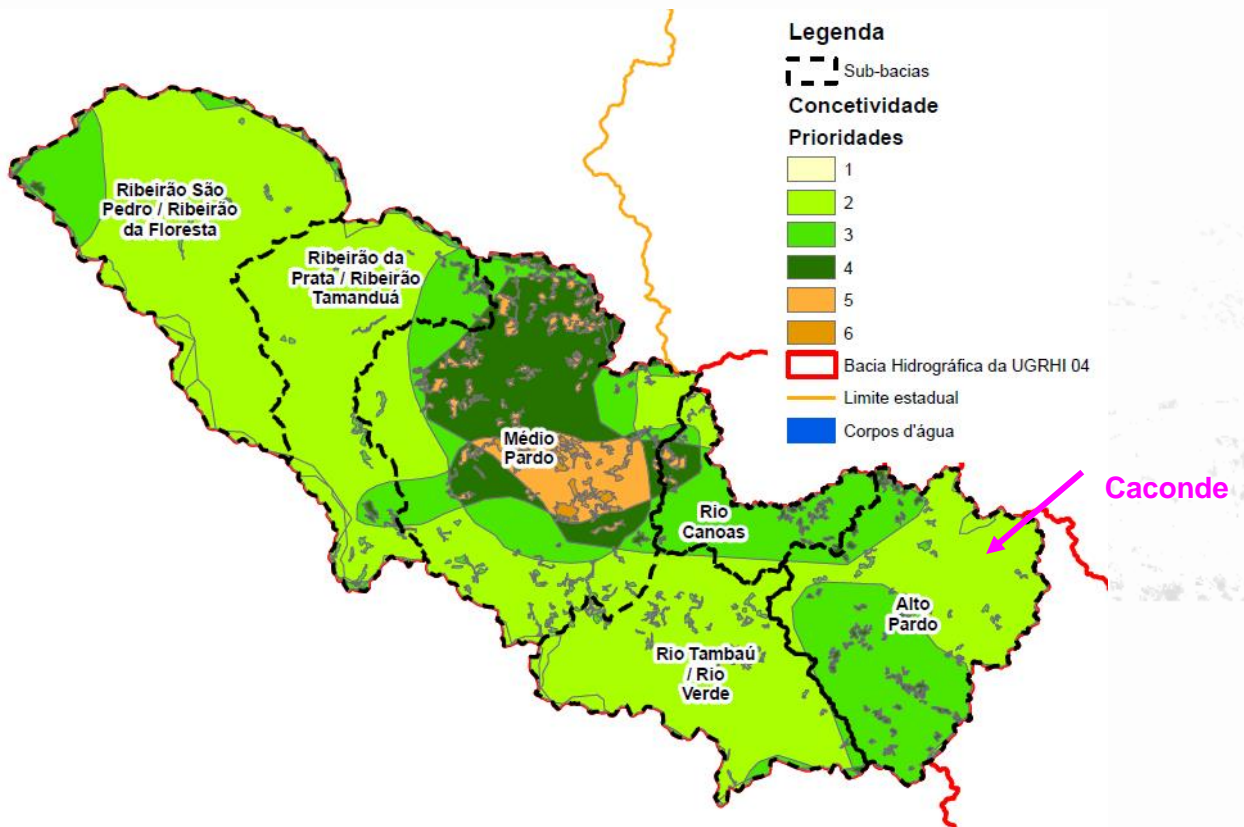 Legenda
Sub-bacias
Concetividade
Prioridades
1
2
3
4
5
6
Bacia Hidrográfica da UGRHI 04
Limite estadual
Corpos d'água
Ribeirão São
Pedro / Ribeirão
da Floresta
Ribeirão da
Prata / Ribeirão
Tamanduá
Médio
Pardo
Rio
Canoas
Caconde
Alto
Pardo
Rio Tambaú
/ Rio
Verde